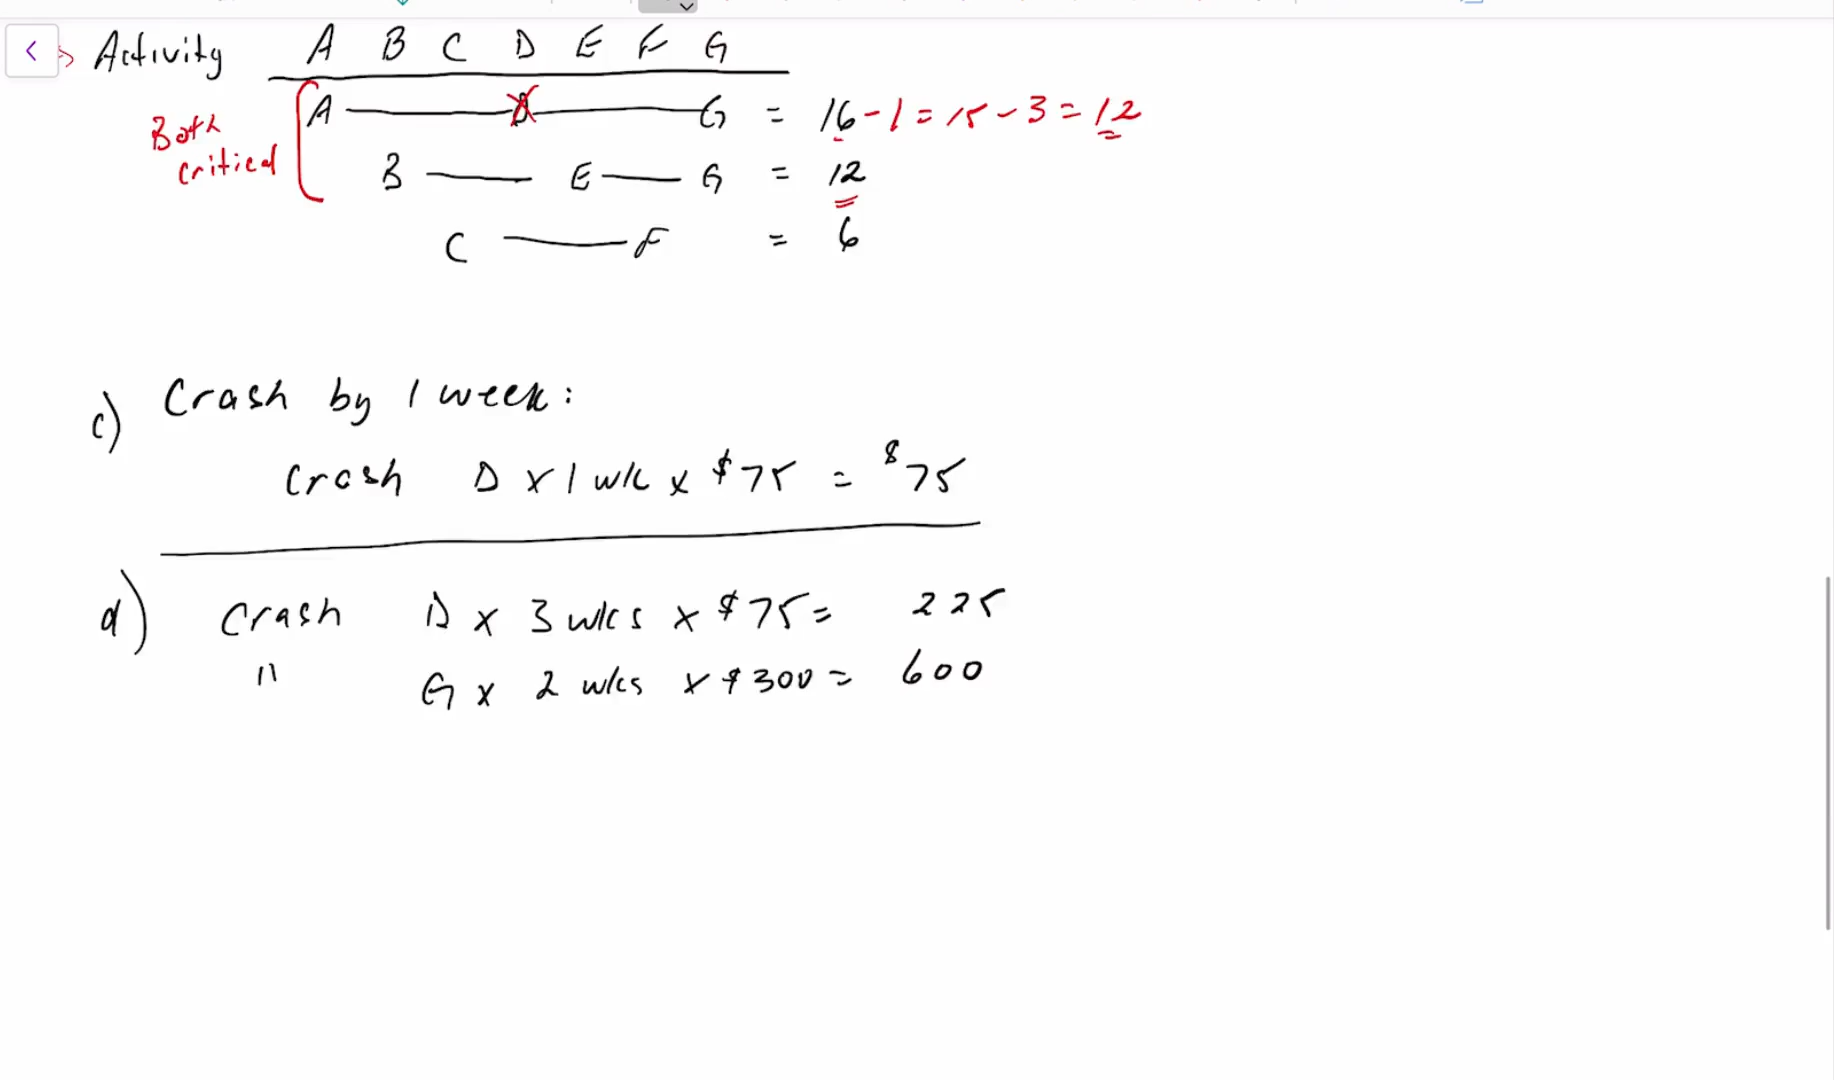 Activity A B C D E F G
A D G = 16 - 1 = 15 - 3 = 12
Both critical
B E G = 12
C F = 6
c) Crash by 1 week:
Crash D x 1 wk x $75 = $75
d) Crash D x 3 wks x $75 = 225
" G x 2 wks x $300 = 600